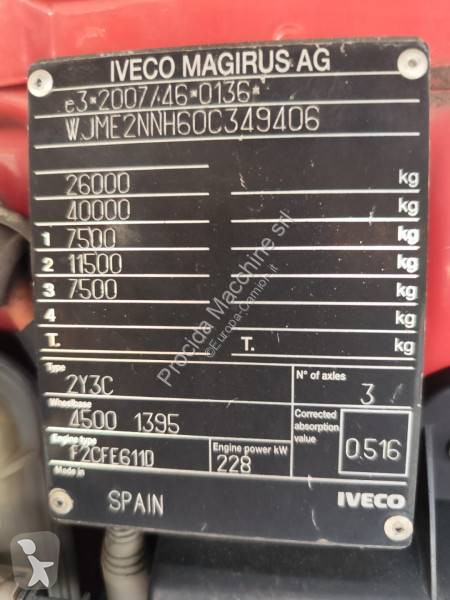 IVECO MAGIRUS AG
e3*2007/46*0136*
WJME2NNH60C349406
26000 kg
40000 kg
1 7500 kg
2 11500 kg
3 7500 kg
4 kg
T. T. kg
Type
2Y3C
N° of axles
3
Wheelbase
4500 1395
Corrected absorption value
0.516
Engine type
F2CFE611D
Engine power kW
228
Made in
SPAIN
IVECO
Procida Macchine srl
©Europa-Camion.it